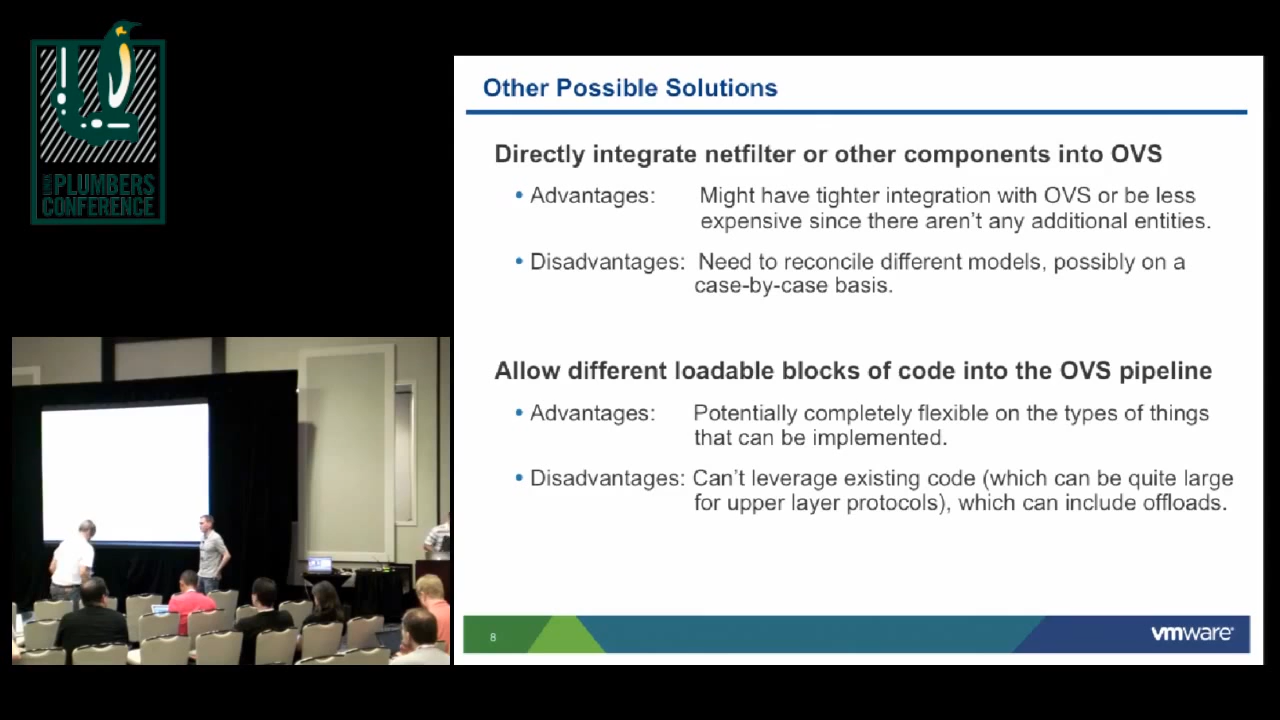 LINUX
PLUMBERS
CONFERENCE
Other Possible Solutions
Directly integrate netfilter or other components into OVS
• Advantages: Might have tighter integration with OVS or be less
expensive since there aren't any additional entities.
• Disadvantages: Need to reconcile different models, possibly on a
case-by-case basis.
Allow different loadable blocks of code into the OVS pipeline
• Advantages: Potentially completely flexible on the types of things
that can be implemented.
• Disadvantages: Can't leverage existing code (which can be quite large
for upper layer protocols), which can include offloads.
8
vmware®